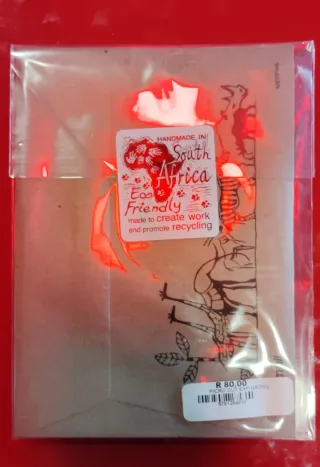 HANDMADE IN
South
Africa
Eco
Friendly
made to create work
and promote recycling
R 80,00